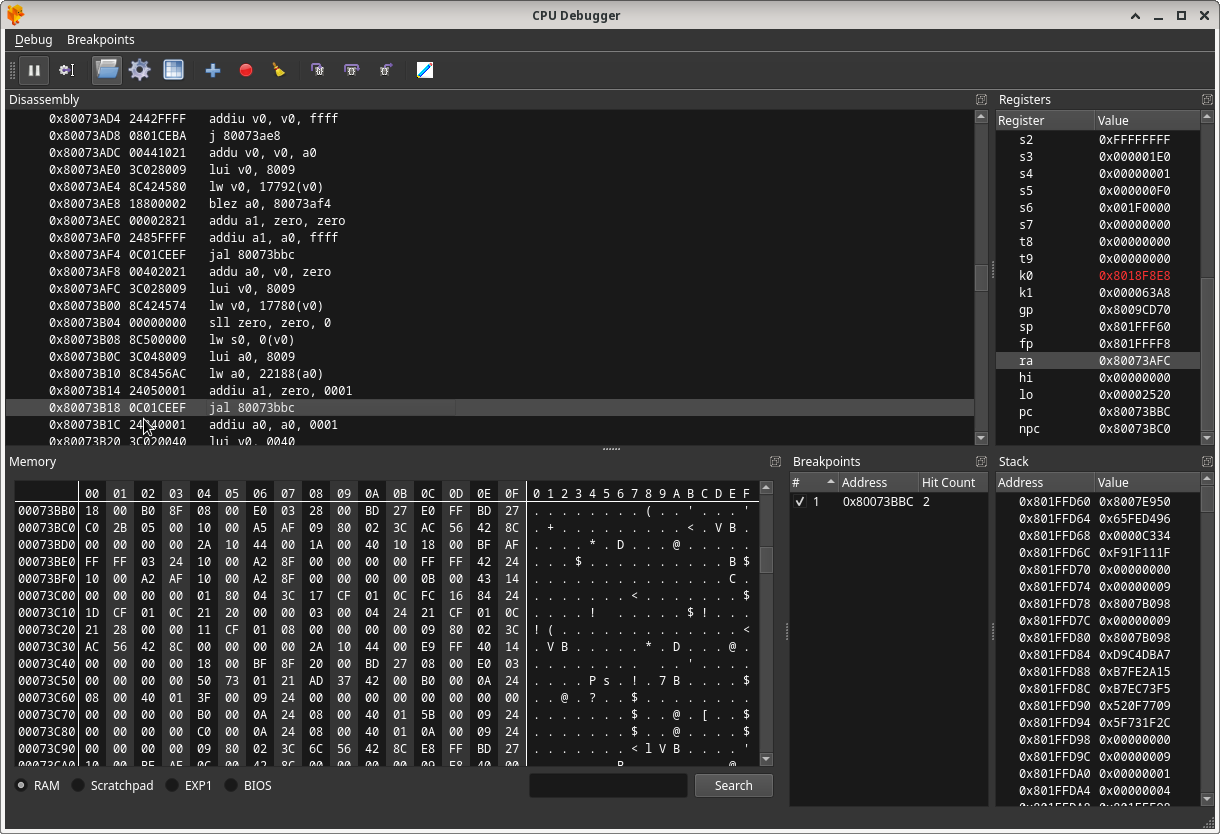 CPU Debugger
Debug Breakpoints
Disassembly
0x80073AD4 2442FFFF addiu v0, v0, ffff
0x80073AD8 0801CEBA j 80073ae8
0x80073ADC 00441021 addu v0, v0, a0
0x80073AE0 3C028009 lui v0, 8009
0x80073AE4 8C424580 lw v0, 17792(v0)
0x80073AE8 18800002 blez a0, 80073af4
0x80073AEC 00002821 addu a1, zero, zero
0x80073AF0 2485FFFF addiu a1, a0, ffff
0x80073AF4 0C01CEEF jal 80073bbc
0x80073AF8 00402021 addu a0, v0, zero
0x80073AFC 3C028009 lui v0, 8009
0x80073B00 8C424574 lw v0, 17780(v0)
0x80073B04 00000000 sll zero, zero, 0
0x80073B08 8C500000 lw s0, 0(v0)
0x80073B0C 3C048009 lui a0, 8009
0x80073B10 8C8456AC lw a0, 22188(a0)
0x80073B14 24050001 addiu a1, zero, 0001
0x80073B18 0C01CEEF jal 80073bbc
0x80073B1C 24840001 addiu a0, a0, 0001
0x80073B20 3C020040 lui v0, 0040
Registers
Register Value
s2 0xFFFFFFFF
s3 0x000001E0
s4 0x00000001
s5 0x000000F0
s6 0x001F0000
s7 0x00000000
t8 0x00000000
t9 0x00000000
k0 0x8018F8E8
k1 0x000063A8
gp 0x8009CD70
sp 0x801FFF60
fp 0x801FFFF8
ra 0x80073AFC
hi 0x00000000
lo 0x00002520
pc 0x80073BBC
npc 0x80073BC0
Memory
00 01 02 03 04 05 06 07 08 09 0A 0B 0C 0D 0E 0F 0 1 2 3 4 5 6 7 8 9 A B C D E F
00073BB0 18 00 B0 8F 08 00 E0 03 28 00 BD 27 E0 FF BD 27 . . . . . . . . ( . . ' . . . '
00073BC0 C0 2B 05 00 10 00 A5 AF 09 80 02 3C AC 56 42 8C . + . . . . . . . . . < . V B .
00073BD0 00 00 00 00 2A 10 44 00 1A 00 40 10 18 00 BF AF . . . . * . D . . . @ . . . . .
00073BE0 FF FF 03 24 10 00 A2 8F 00 00 00 00 FF FF 42 24 . . . $ . . . . . . . . . . B $
00073BF0 10 00 A2 AF 10 00 A2 8F 00 00 00 00 0B 00 43 14 . . . . . . . . . . . . . . C .
00073C00 00 00 00 00 01 80 04 3C 17 CF 01 0C FC 16 84 24 . . . . . . . < . . . . . . . $
00073C10 1D CF 01 0C 21 20 00 00 03 00 04 24 21 CF 01 0C . . . . !   . . . . . $ ! . . .
00073C20 21 28 00 00 11 CF 01 08 00 00 00 00 09 80 02 3C ! ( . . . . . . . . . . . . . <
00073C30 AC 56 42 8C 00 00 00 00 2A 10 44 00 E9 FF 40 14 . V B . . . . . * . D . . . @ .
00073C40 00 00 00 00 18 00 BF 8F 20 00 BD 27 08 00 E0 03 . . . . . . . .   . . ' . . . .
00073C50 00 00 00 00 50 73 01 21 AD 37 42 00 B0 00 0A 24 . . . . P s . ! . 7 B . . . . $
00073C60 08 00 40 01 3F 00 09 24 00 00 00 00 00 00 00 00 . . @ . ? . . $ . . . . . . . .
00073C70 00 00 00 00 B0 00 0A 24 08 00 40 01 5B 00 09 24 . . . . . . . $ . . @ . [ . . $
00073C80 00 00 00 00 C0 00 0A 24 08 00 40 01 0A 00 09 24 . . . . . . . $ . . @ . . . . $
00073C90 00 00 00 00 09 80 02 3C 6C 56 42 8C E8 FF BD 27 . . . . . . . < l V B . . . . '
RAM Scratchpad EXP1 BIOS Search
Breakpoints
# Address Hit Count
1 0x80073BBC 2
Stack
Address Value
0x801FFD60 0x8007E950
0x801FFD64 0x65FED496
0x801FFD68 0x0000C334
0x801FFD6C 0xF91F111F
0x801FFD70 0x00000000
0x801FFD74 0x00000009
0x801FFD78 0x8007B098
0x801FFD7C 0x00000009
0x801FFD80 0x8007B098
0x801FFD84 0xD9C4DBA7
0x801FFD88 0xB7FE2A15
0x801FFD8C 0xB7EC73F5
0x801FFD90 0x520F7709
0x801FFD94 0x5F731F2C
0x801FFD98 0x00000000
0x801FFD9C 0x00000009
0x801FFDA0 0x00000001
0x801FFDA4 0x00000004